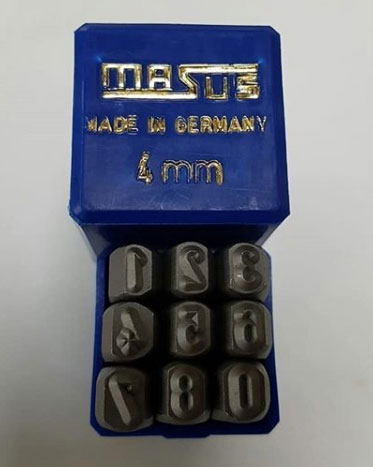 MASUS
MADE IN GERMANY
4 mm
1 2 3
4 5 6
7 8 0